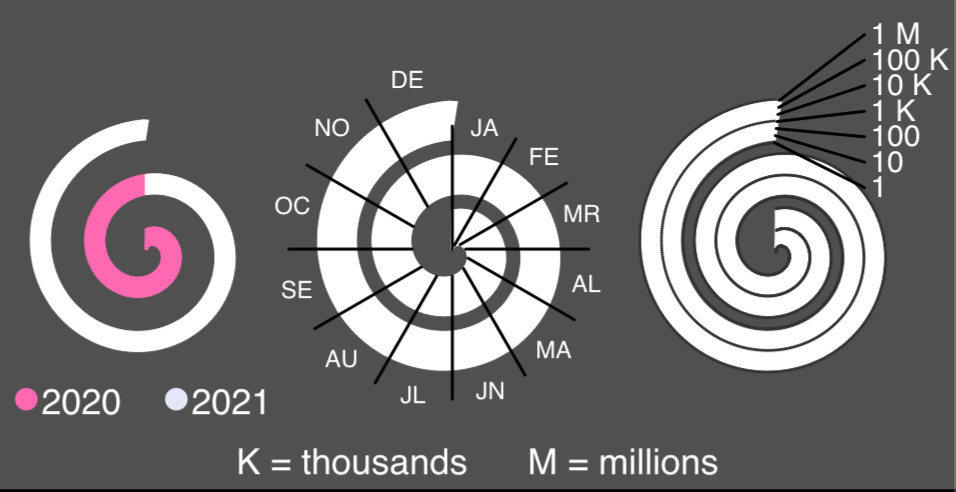 DE
JA
NO
FE
OC
MR
SE
AL
AU
MA
JL
JN
1 M
100 K
10 K
1 K
100
10
1
2020
2021
K = thousands
M = millions